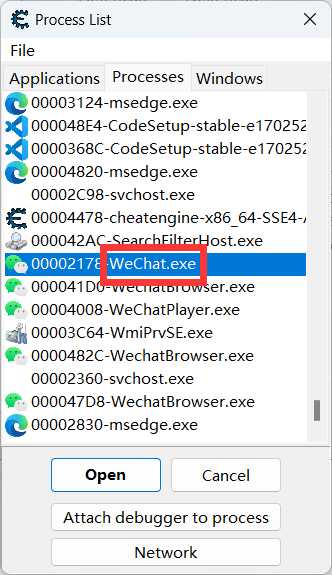 Process List
File
Applications Processes Windows
00003124-msedge.exe
000048E4-CodeSetup-stable-e170252
0000368C-CodeSetup-stable-e170252
00004820-msedge.exe
00002C98-svchost.exe
00004478-cheatengine-x86_64-SSE4-A
000042AC-SearchFilterHost.exe
00002178-WeChat.exe
000041D0-WechatBrowser.exe
00004008-WeChatPlayer.exe
00003C64-WmiPrvSE.exe
0000482C-WechatBrowser.exe
00002360-svchost.exe
000047D8-WechatBrowser.exe
00002830-msedge.exe
Open Cancel
Attach debugger to process
Network